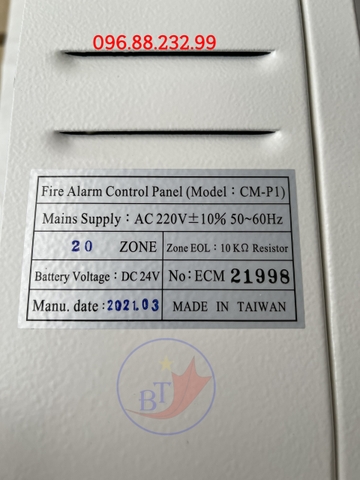 096.88.232.99
Fire Alarm Control Panel (Model : CM-P1)
Mains Supply : AC 220V±10% 50~60Hz
20 ZONE Zone EOL : 10 KΩ Resistor
Battery Voltage : DC 24V No: ECM 21998
Manu. date: 2021.03 MADE IN TAIWAN
BT